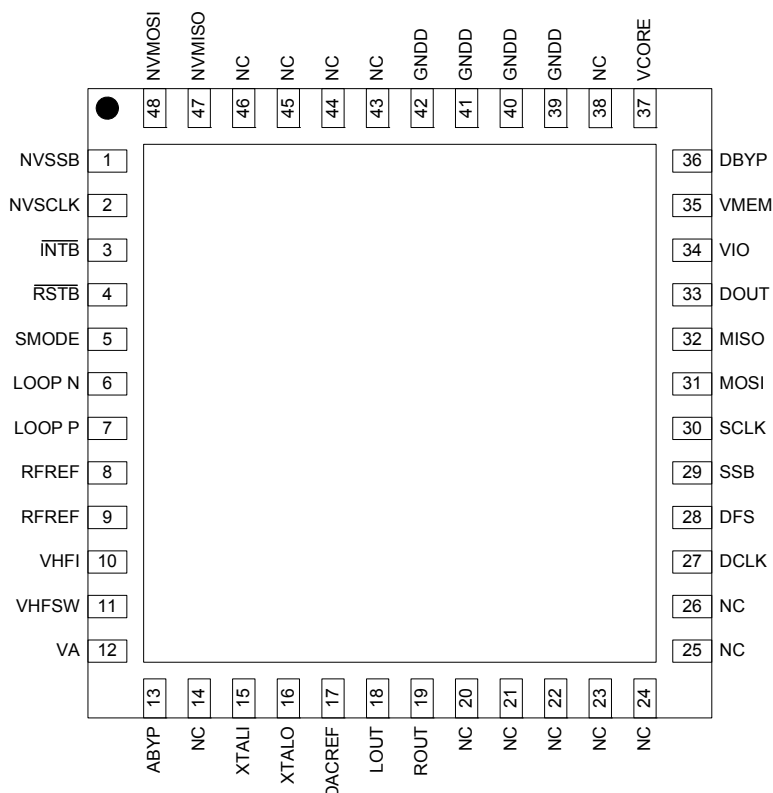 NVMOSI NVMISO NC NC NC NC GNDD GNDD GNDD GNDD NC VCORE
48 47 46 45 44 43 42 41 40 39 38 37
NVSSB 1 36 DBYP
NVSCLK 2 35 VMEM
INTB 3 34 VIO
RSTB 4 33 DOUT
SMODE 5 32 MISO
LOOP N 6 31 MOSI
LOOP P 7 30 SCLK
RFREF 8 29 SSB
RFREF 9 28 DFS
VHFI 10 27 DCLK
VHFSW 11 26 NC
VA 12 25 NC
13 14 15 16 17 18 19 20 21 22 23 24
ABYP NC XTALI XTALO DACREF LOUT ROUT NC NC NC NC NC